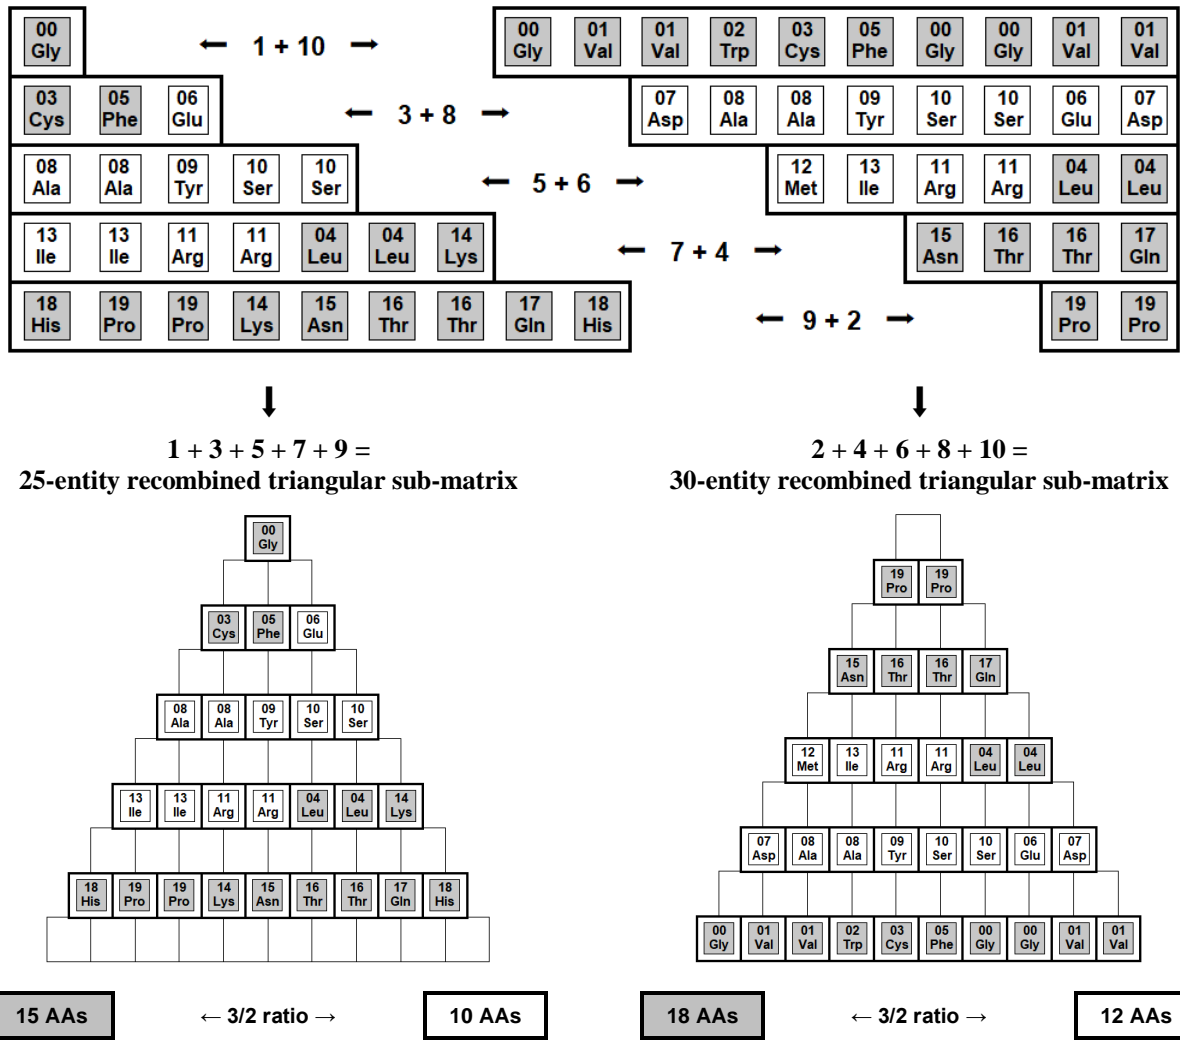 00 00 01 01 02 03 05 00 00 01 01
Gly ← 1 + 10 → Gly Val Val Trp Cys Phe Gly Gly Val Val
03 05 06 07 08 08 09 10 10 06 07
Cys Phe Glu ← 3 + 8 → Asp Ala Ala Tyr Ser Ser Glu Asp
08 08 09 10 10 12 13 11 11 04 04
Ala Ala Tyr Ser Ser ← 5 + 6 → Met Ile Arg Arg Leu Leu
13 13 11 11 04 04 14 15 16 16 17
Ile Ile Arg Arg Leu Leu Lys ← 7 + 4 → Asn Thr Thr Gln
18 19 19 14 15 16 16 17 18 19 19
His Pro Pro Lys Asn Thr Thr Gln His ← 9 + 2 → Pro Pro
1 + 3 + 5 + 7 + 9 =
25-entity recombined triangular sub-matrix
2 + 4 + 6 + 8 + 10 =
30-entity recombined triangular sub-matrix
00
Gly
03 05 06
Cys Phe Glu
08 08 09 10 10
Ala Ala Tyr Ser Ser
13 13 11 11 04 04 14
Ile Ile Arg Arg Leu Leu Lys
18 19 19 14 15 16 16 17 18
His Pro Pro Lys Asn Thr Thr Gln His
19 19
Pro Pro
15 16 16 17
Asn Thr Thr Gln
12 13 11 11 04 04
Met Ile Arg Arg Leu Leu
07 08 08 09 10 10 06 07
Asp Ala Ala Tyr Ser Ser Glu Asp
00 01 01 02 03 05 00 00 01 01
Gly Val Val Trp Cys Phe Gly Gly Val Val
15 AAs ← 3/2 ratio → 10 AAs
18 AAs ← 3/2 ratio → 12 AAs